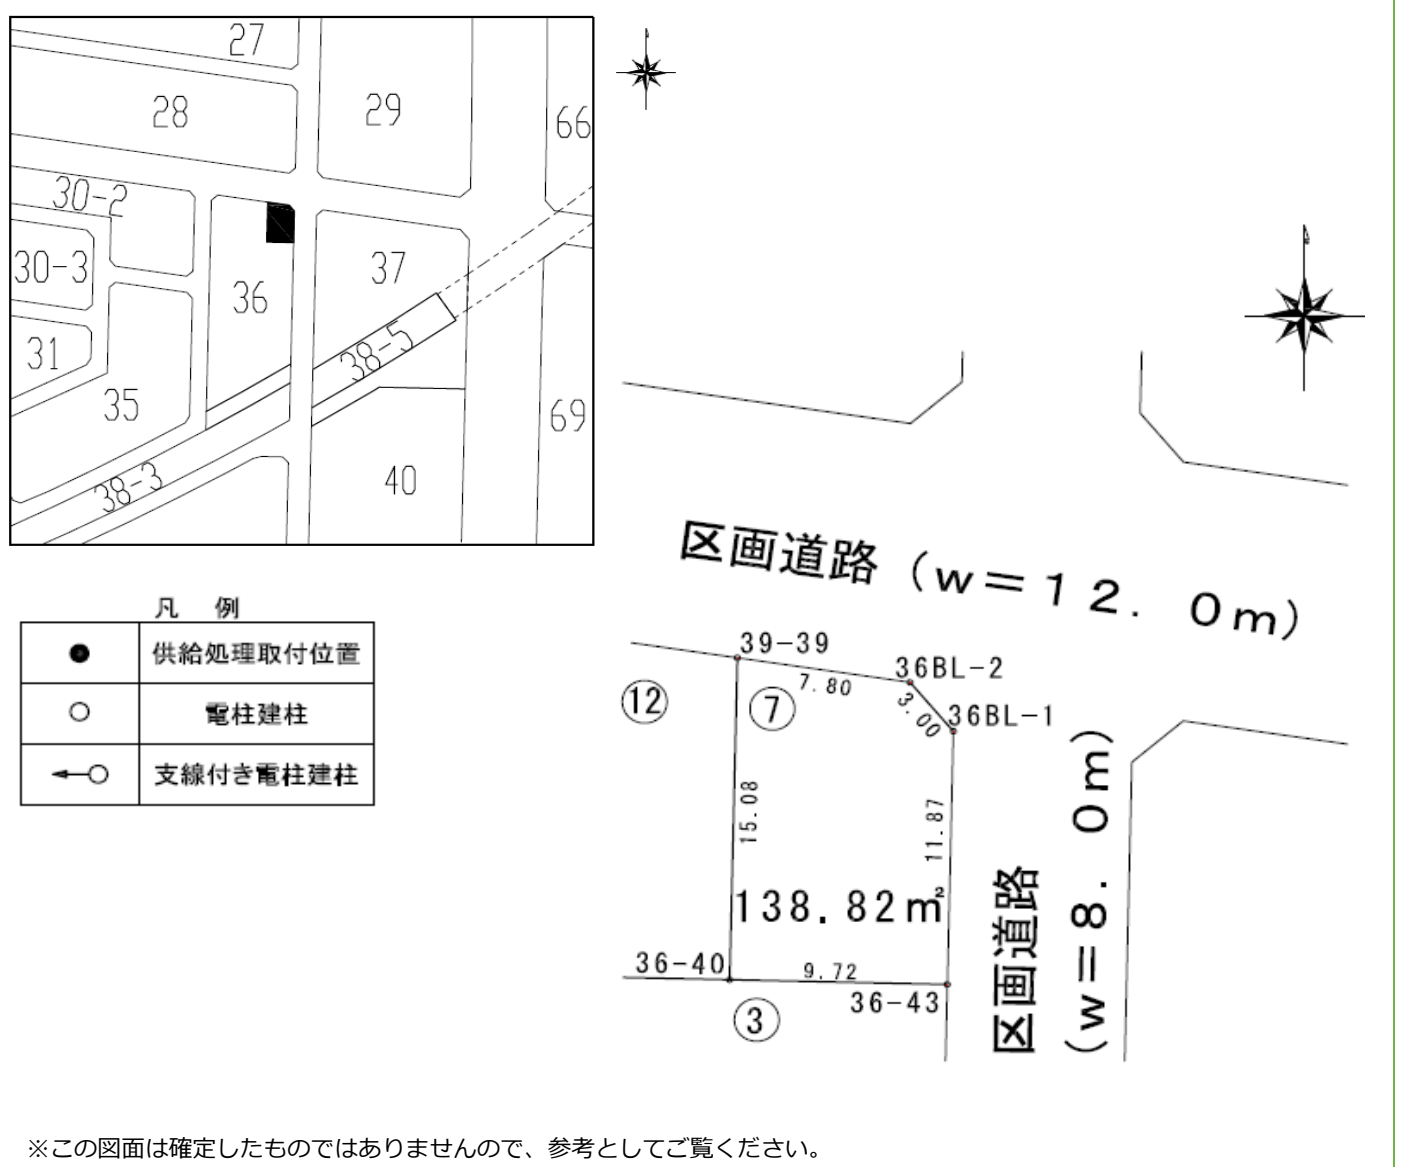 27
28
29
66
30-2
30-3
36
37
31
38-5
35
69
38-3
40
凡 例
供給処理取付位置
電柱建柱
支線付き電柱建柱
区画道路（w＝12．0m）
39-39
36BL-2
7.80
3.00
36BL-1
⑫
⑦
15.08
11.87
138.82㎡
36-40
9.72
36-43
③
区画道路
（w＝8．0m）
※この図面は確定したものではありませんので、参考としてご覧ください。